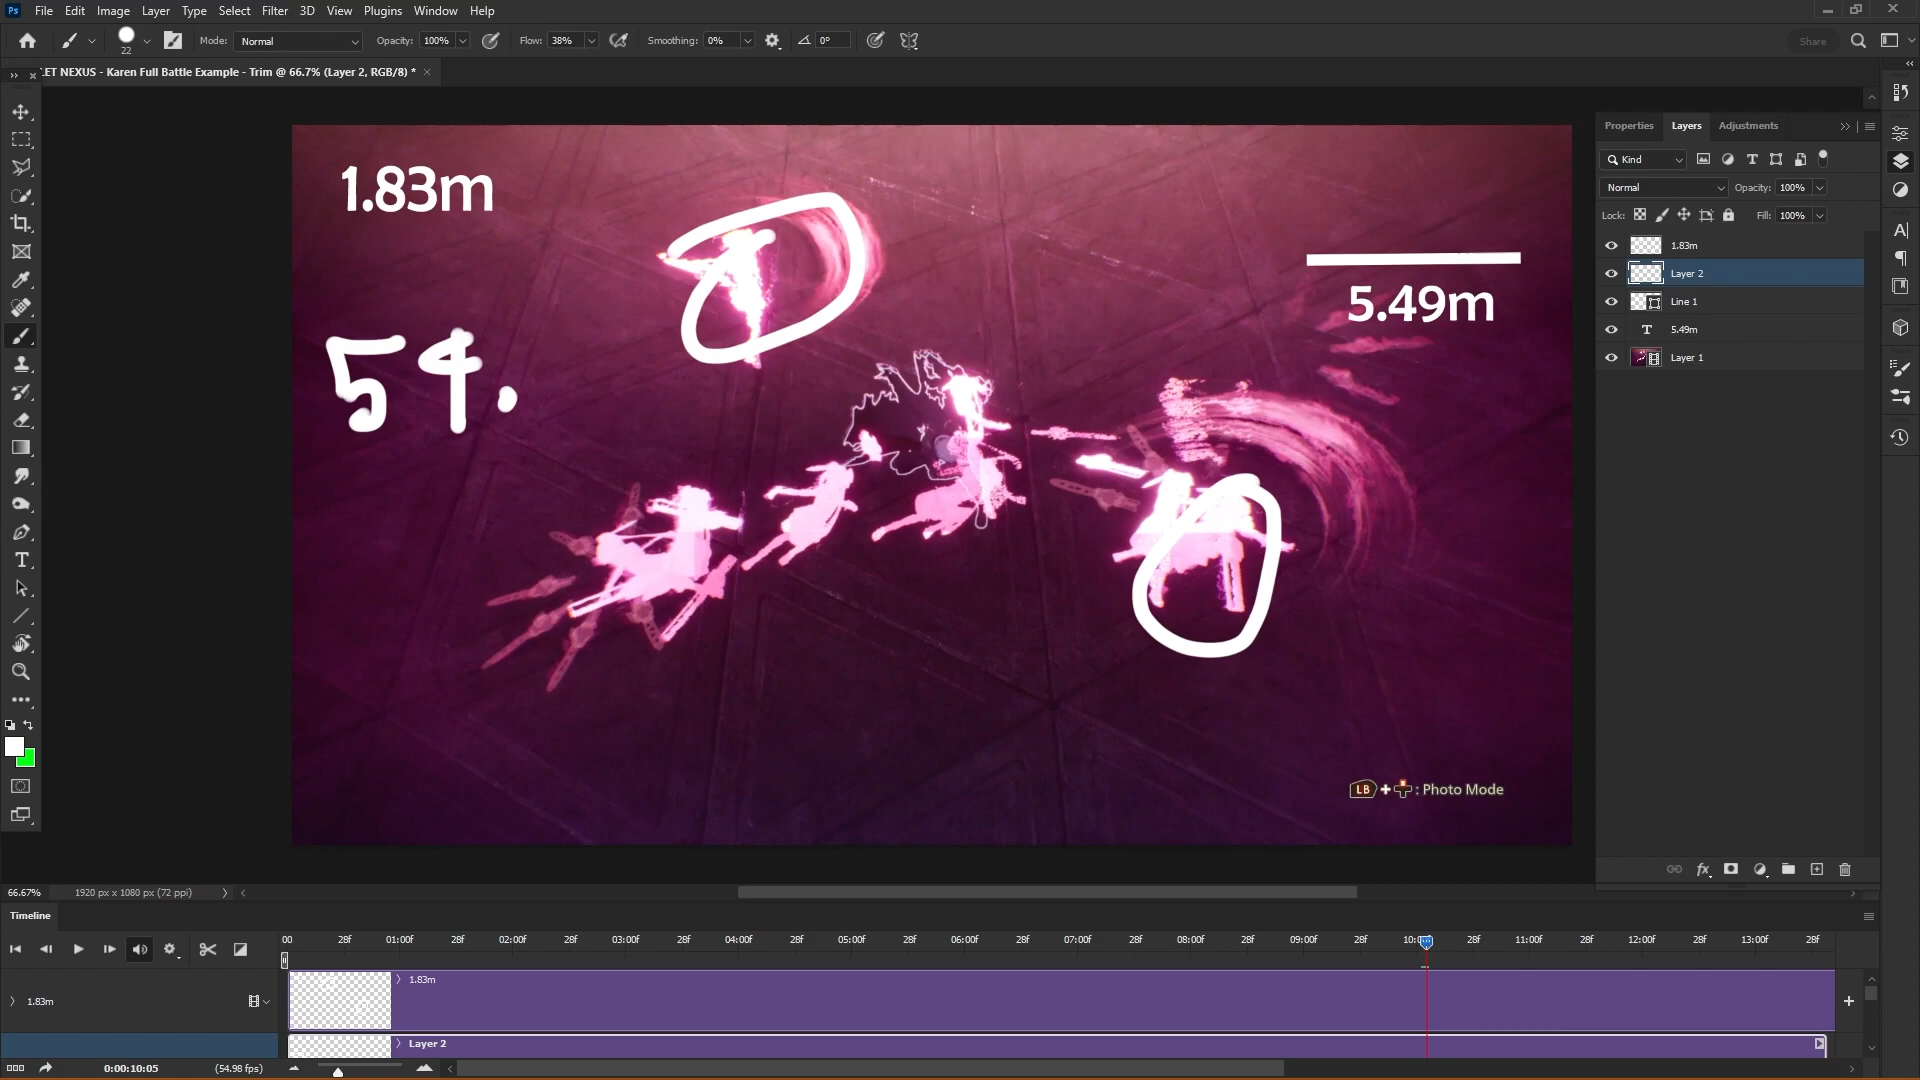 Ps File Edit Image Layer Type Select Filter 3D View Plugins Window Help
22 Mode: Normal Opacity: 100% Flow: 38% Smoothing: 0% 0° Share
LET NEXUS - Karen Full Battle Example - Trim @ 66.7% (Layer 2, RGB/8) *
Properties Layers Adjustments
Kind
Normal Opacity: 100%
Lock: Fill: 100%
1.83m
Layer 2
Line 1
T 5.49m
Layer 1
1.83m
5.49m
54.
LB + : Photo Mode
66.67% 1920 px x 1080 px (72 ppi)
Timeline
00 28f 01:00f 28f 02:00f 28f 03:00f 28f 04:00f 28f 05:00f 28f 06:00f 28f 07:00f 28f 08:00f 28f 09:00f 28f 28f 11:00f 28f 12:00f 28f 13:00f 28f
1.83m
1.83m
Layer 2
0:00:10:05 (54.98 fps)